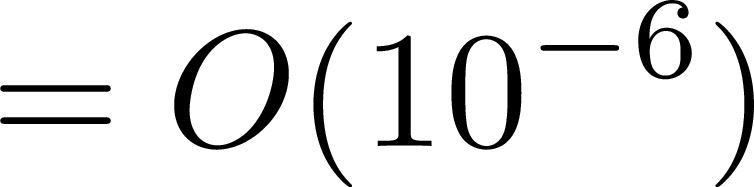 = O(10⁻⁶)